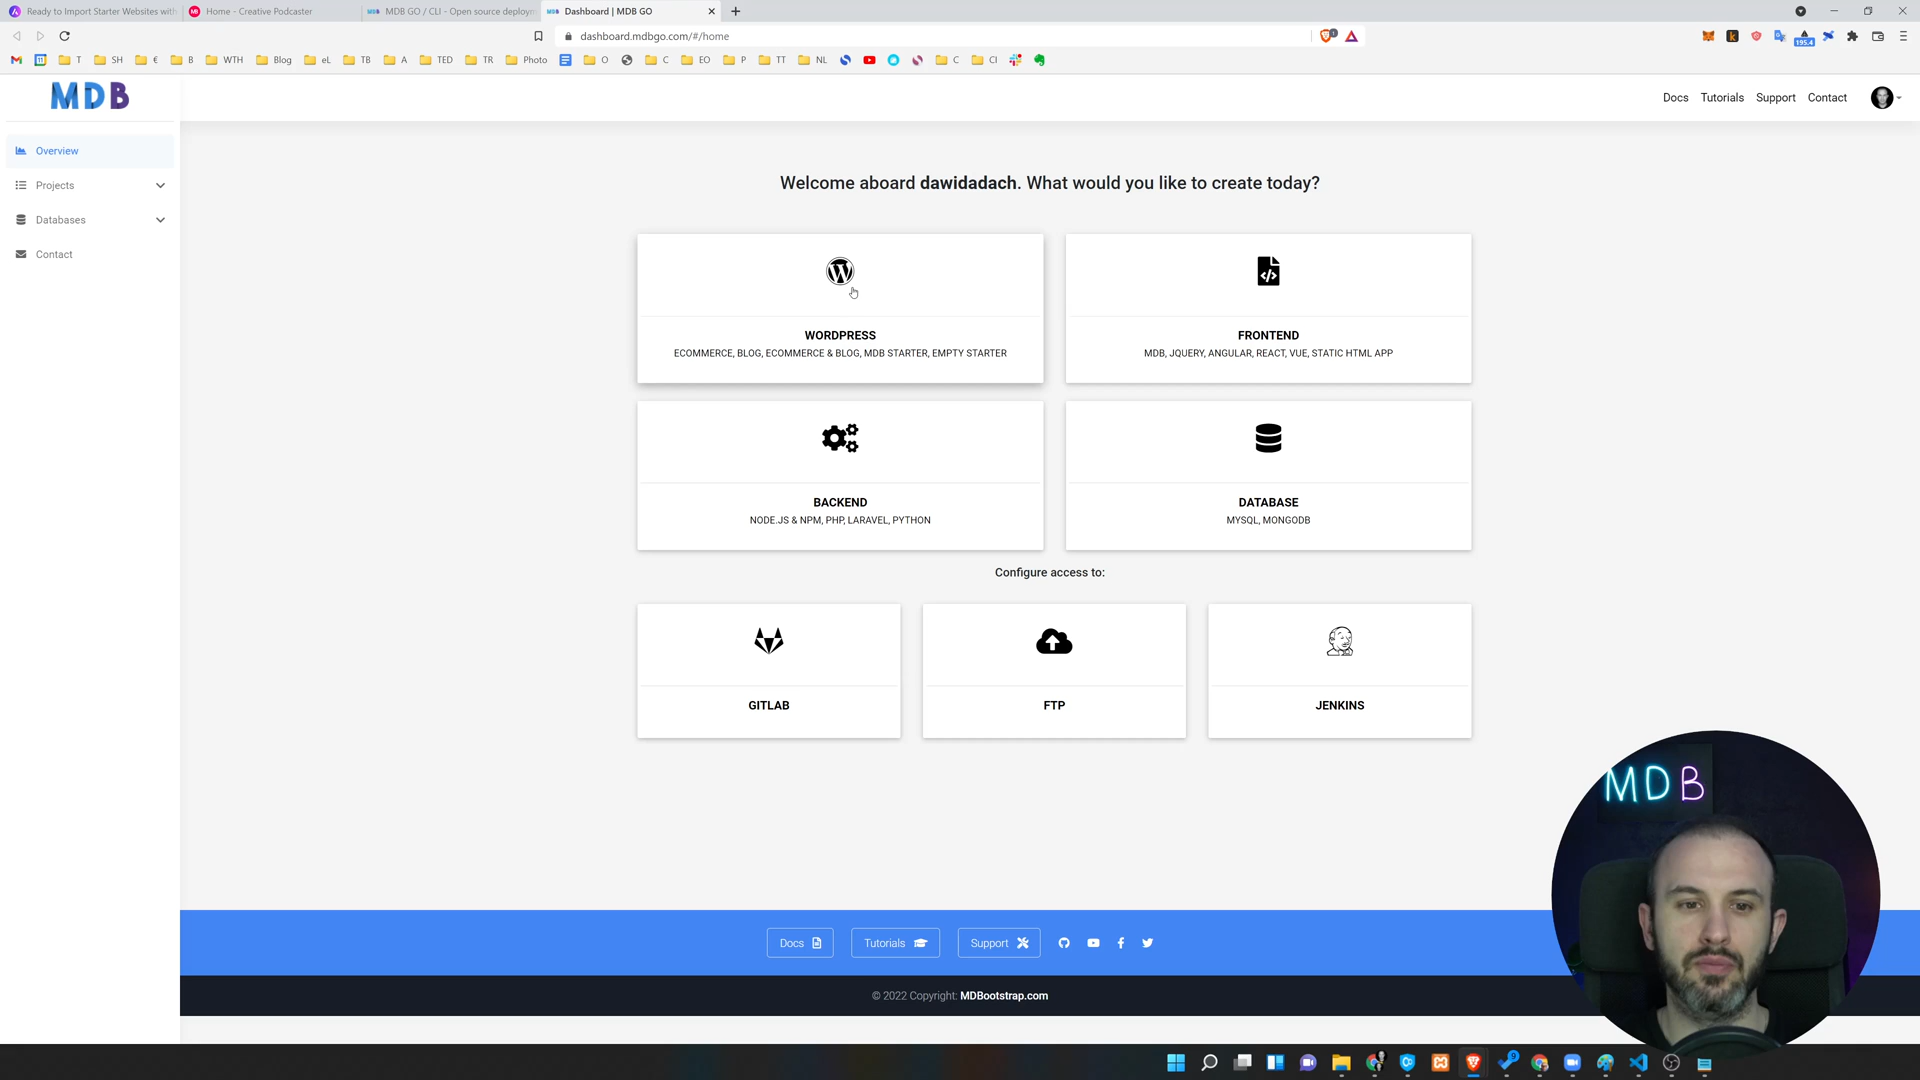 Ready to Import Starter Websites with
Home - Creative Podcaster
MDB GO / CLI - Open source deploym
Dashboard | MDB GO
dashboard.mdbgo.com/#/home
T
SH
€
B
WTH
Blog
eL
TB
A
TED
TR
Photo
O
C
EO
P
TT
NL
C
CI
195.4
MDB
Docs
Tutorials
Support
Contact
Overview
Projects
Databases
Contact
Welcome aboard dawidadach. What would you like to create today?
WORDPRESS
ECOMMERCE, BLOG, ECOMMERCE & BLOG, MDB STARTER, EMPTY STARTER
FRONTEND
MDB, JQUERY, ANGULAR, REACT, VUE, STATIC HTML APP
BACKEND
NODE.JS & NPM, PHP, LARAVEL, PYTHON
DATABASE
MYSQL, MONGODB
Configure access to:
GITLAB
FTP
JENKINS
MDB
Docs
Tutorials
Support
© 2022 Copyright: MDBootstrap.com